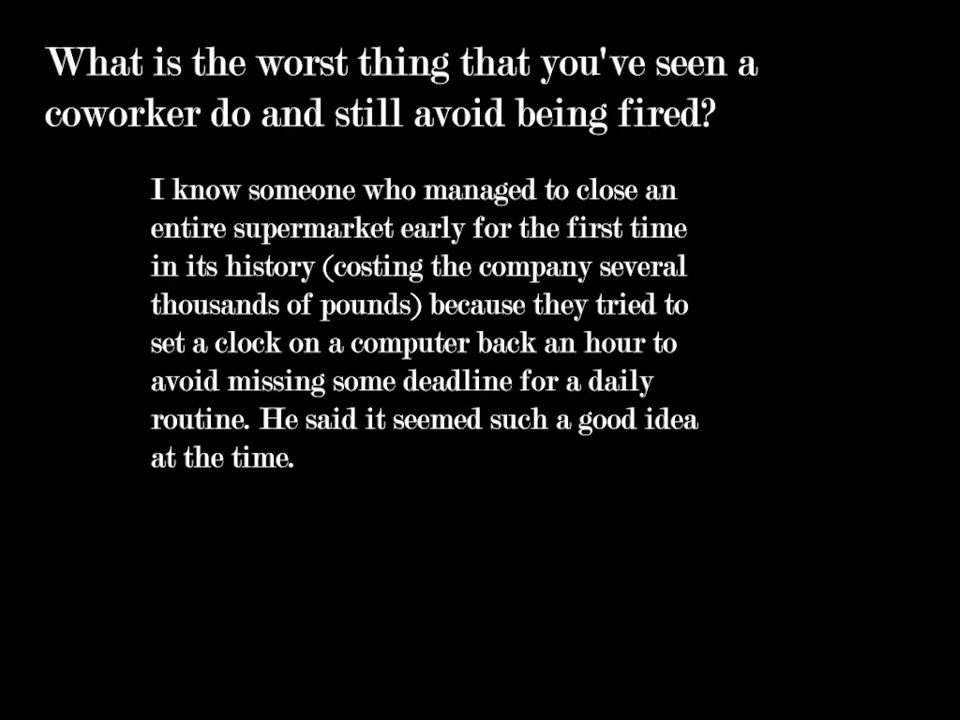 What is the worst thing that you've seen a
coworker do and still avoid being fired?
I know someone who managed to close an
entire supermarket early for the first time
in its history (costing the company several
thousands of pounds) because they tried to
set a clock on a computer back an hour to
avoid missing some deadline for a daily
routine. He said it seemed such a good idea
at the time.